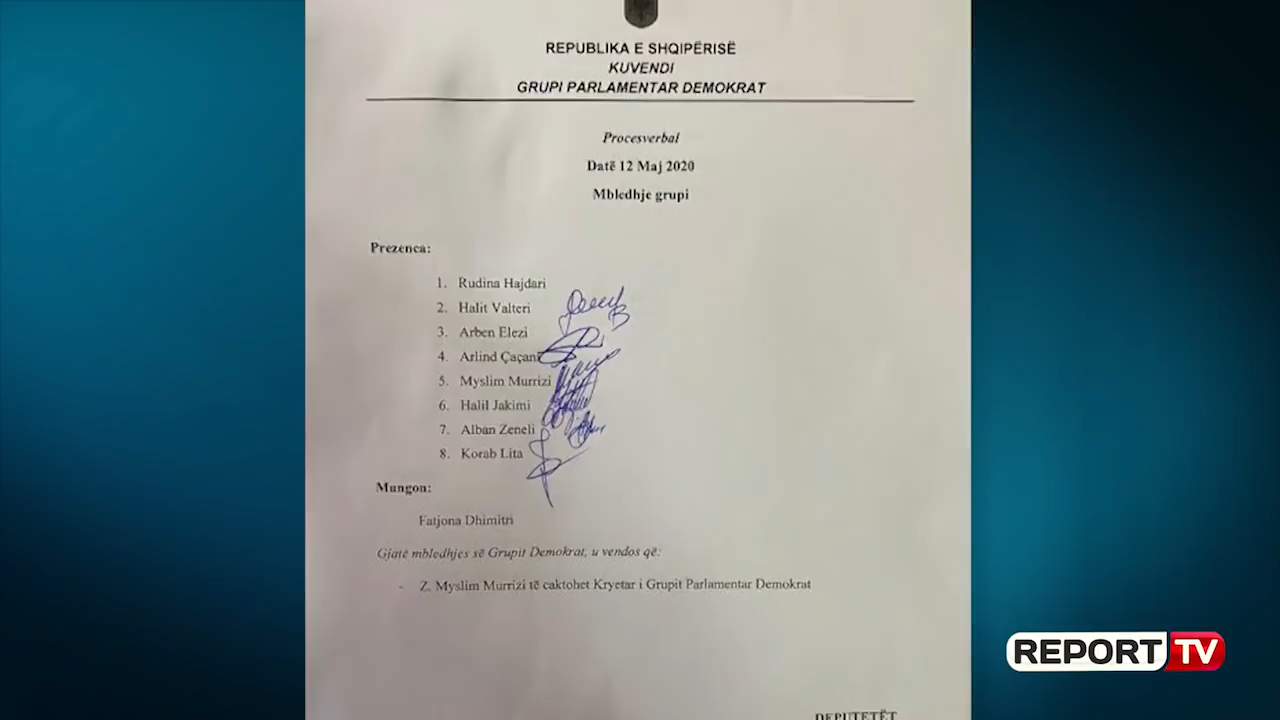 REPUBLIKA E SHQIPËRISË
KUVENDI
GRUPI PARLAMENTAR DEMOKRAT
Procesverbal
Datë 12 Maj 2020
Mbledhje grupi
Prezenca:
1. Rudina Hajdari
2. Halit Valteri
3. Arben Elezi
4. Arlind Çaçani
5. Myslim Murrizi
6. Halil Jakimi
7. Alban Zeneli
8. Korab Lita
Mungon:
Fatjona Dhimitri
Gjatë mbledhjes së Grupit Demokrat, u vendos që:
- Z. Myslim Murrizi të caktohet Kryetar i Grupit Parlamentar Demokrat
DEPUTETËT
REPORT TV